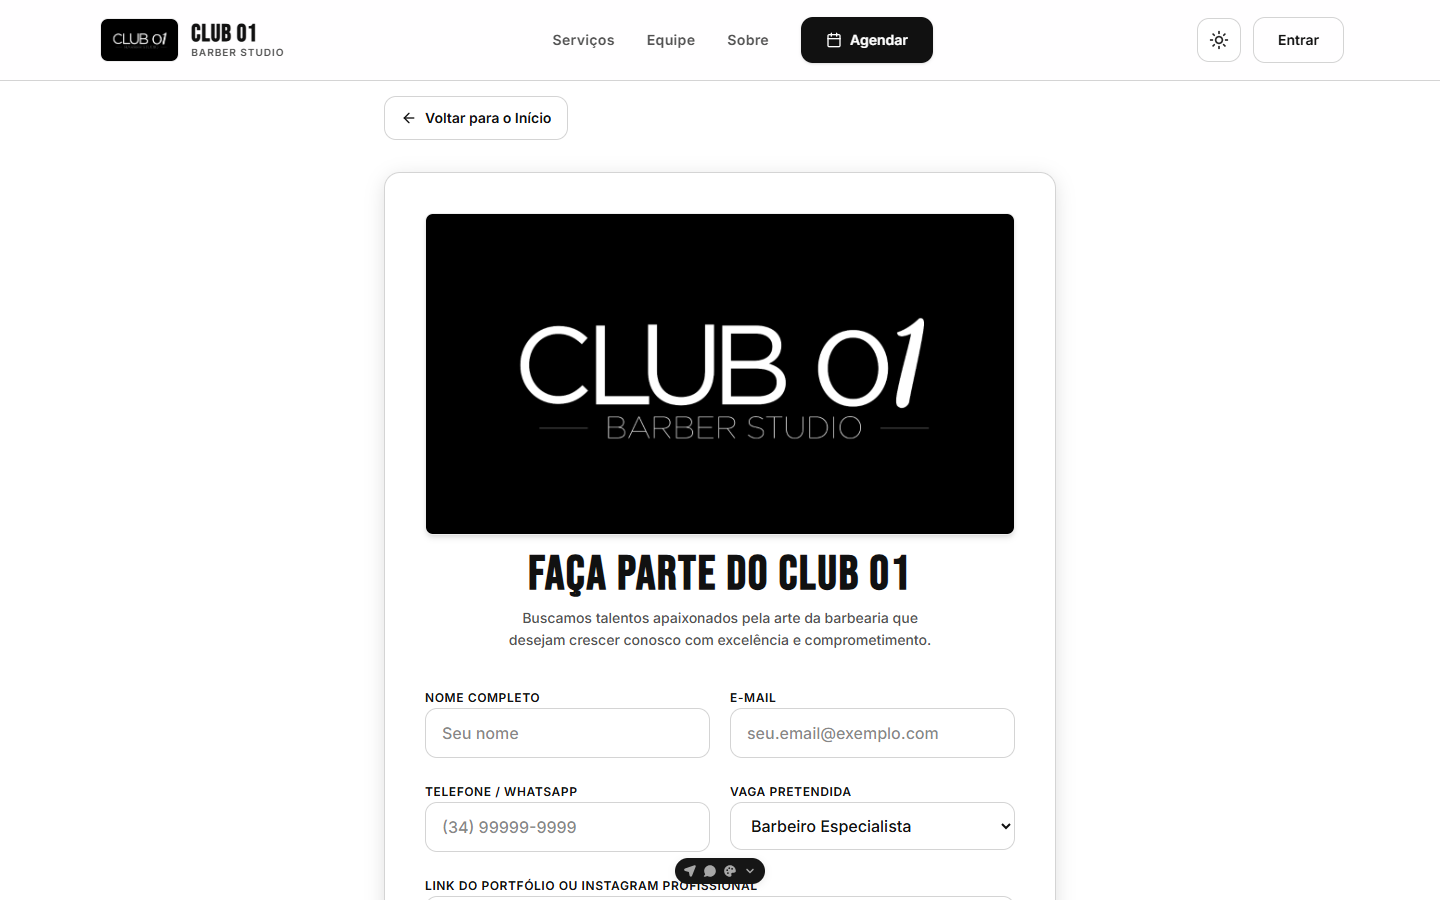 CLUB 01
CLUB 01
BARBER STUDIO
Serviços
Equipe
Sobre
Agendar
Entrar
Voltar para o Início
CLUB 01
BARBER STUDIO
FAÇA PARTE DO CLUB 01
Buscamos talentos apaixonados pela arte da barbearia que
desejam crescer conosco com excelência e comprometimento.
NOME COMPLETO
E-MAIL
Seu nome
seu.email@exemplo.com
TELEFONE / WHATSAPP
VAGA PRETENDIDA
(34) 99999-9999
Barbeiro Especialista
LINK DO PORTFÓLIO OU INSTAGRAM PROFISSIONAL